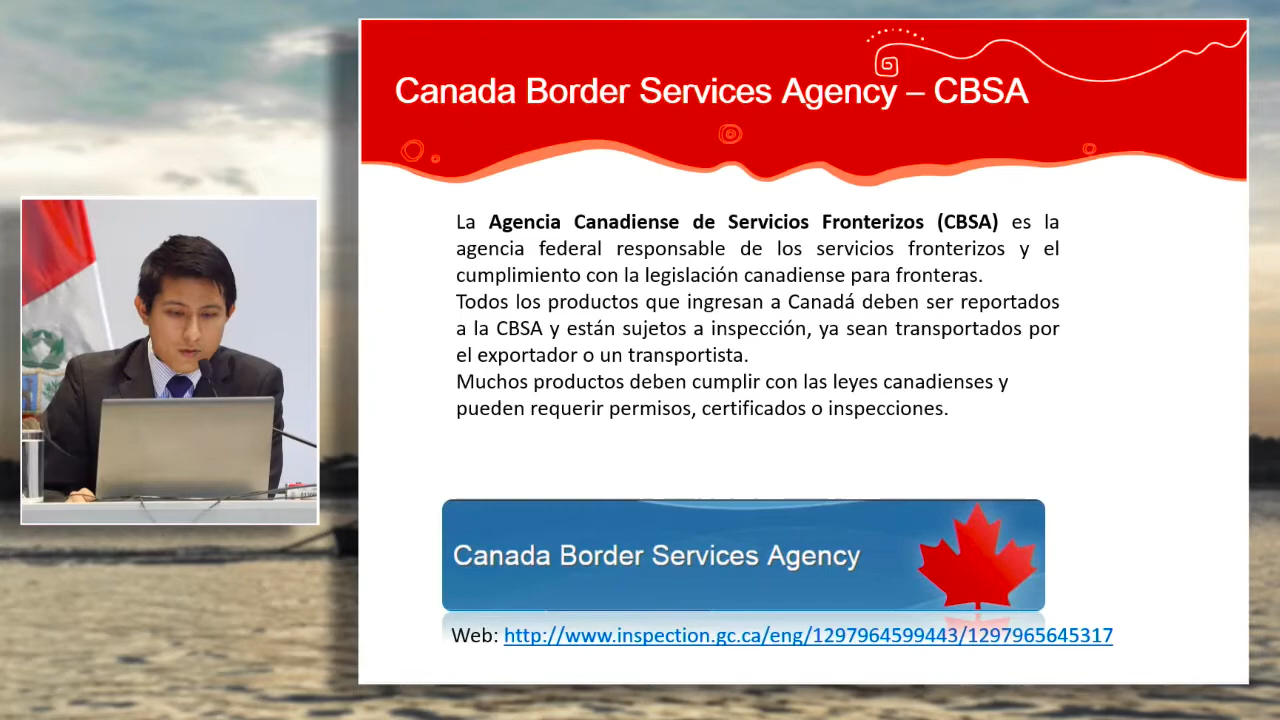 Canada Border Services Agency – CBSA
La Agencia Canadiense de Servicios Fronterizos (CBSA) es la
agencia federal responsable de los servicios fronterizos y el
cumplimiento con la legislación canadiense para fronteras.
Todos los productos que ingresan a Canadá deben ser reportados
a la CBSA y están sujetos a inspección, ya sean transportados por
el exportador o un transportista.
Muchos productos deben cumplir con las leyes canadienses y
pueden requerir permisos, certificados o inspecciones.
Canada Border Services Agency
Web: http://www.inspection.gc.ca/eng/1297964599443/1297965645317